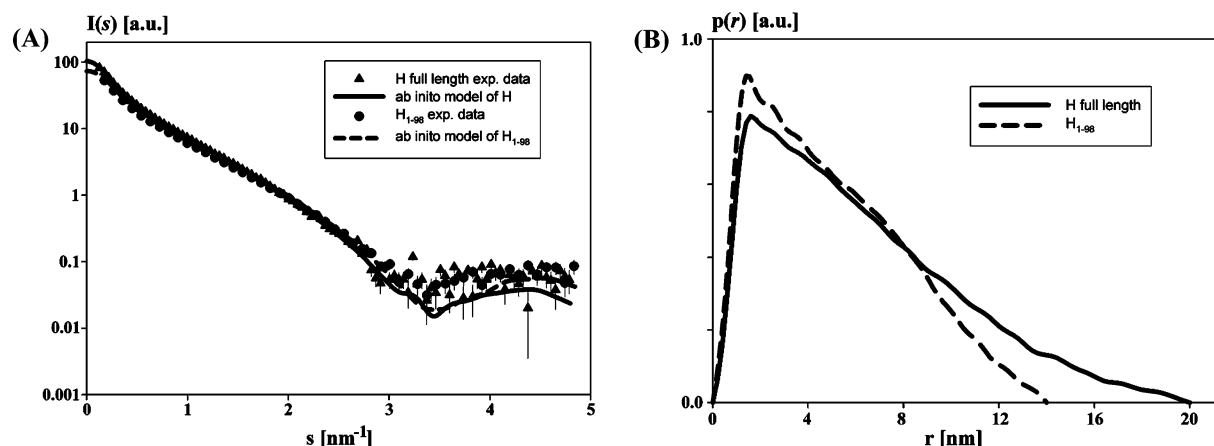 (A)
I(s) [a.u.]
100
10
1
0.1
0.01
0.001
0 1 2 3 4 5
s [nm-1]
H full length exp. data
ab inito model of H
H1-98 exp. data
ab inito model of H1-98
(B)
p(r) [a.u.]
1.0
0.0
0 4 8 12 16 20
r [nm]
H full length
H1-98